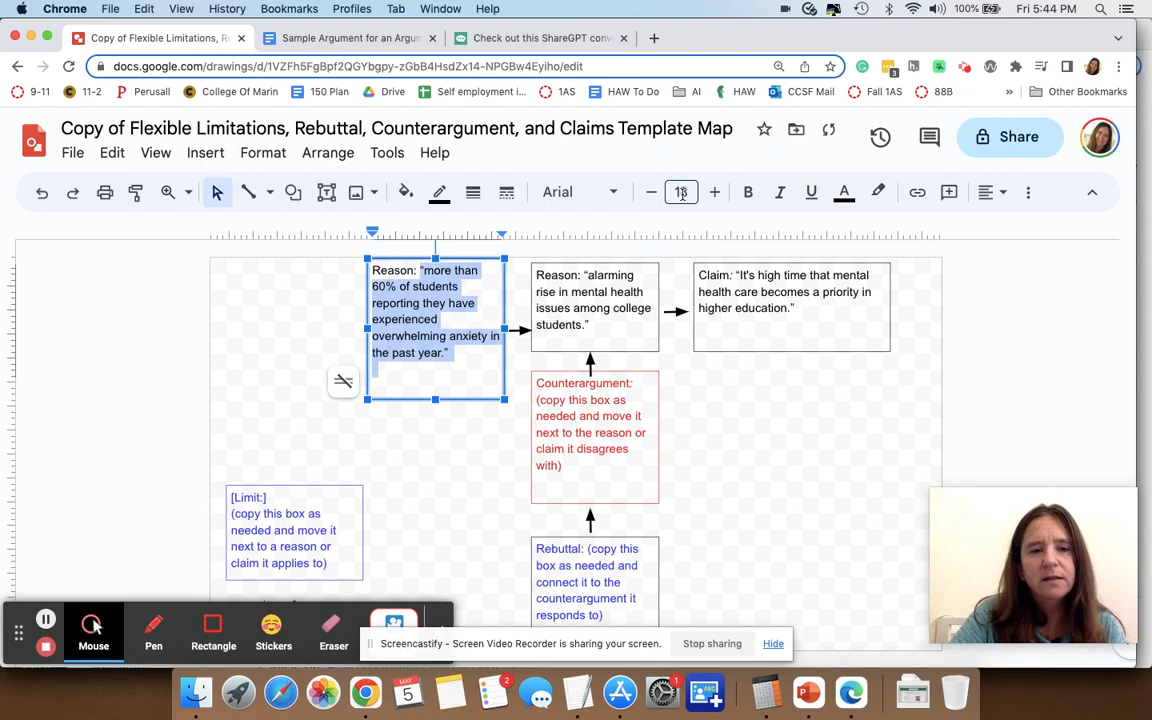 Chrome File Edit View History Bookmarks Profiles Tab Window Help 100% Fri 5:44 PM
Copy of Flexible Limitations, R
Sample Argument for an Argum
Check out this ShareGPT conv
docs.google.com/drawings/d/1VZFh5FgBpf2QGYbgpy-zGbB4HsdZx14-NPGBw4Eyiho/edit
3
9-11 11-2 Perusall College Of Marin 150 Plan Drive Self employment i 1AS HAW To Do AI HAW CCSF Mail Fall 1AS 88B » Other Bookmarks
Copy of Flexible Limitations, Rebuttal, Counterargument, and Claims Template Map
Share
File Edit View Insert Format Arrange Tools Help
Arial
B I U A
Reason: “more than
60% of students
reporting they have
experienced
overwhelming anxiety in
the past year.”
Reason: “alarming
rise in mental health
issues among college
students.”
Claim: “It's high time that mental
health care becomes a priority in
higher education.”
Counterargument:
(copy this box as
needed and move it
next to the reason or
claim it disagrees
with)
[Limit:]
(copy this box as
needed and move it
next to a reason or
claim it applies to)
Rebuttal: (copy this
box as needed and
connect it to the
counterargument it
responds to)
Mouse Pen Rectangle Stickers Eraser
Screencastify - Screen Video Recorder is sharing your screen. Stop sharing Hide
MAY
5
2
1
ABC